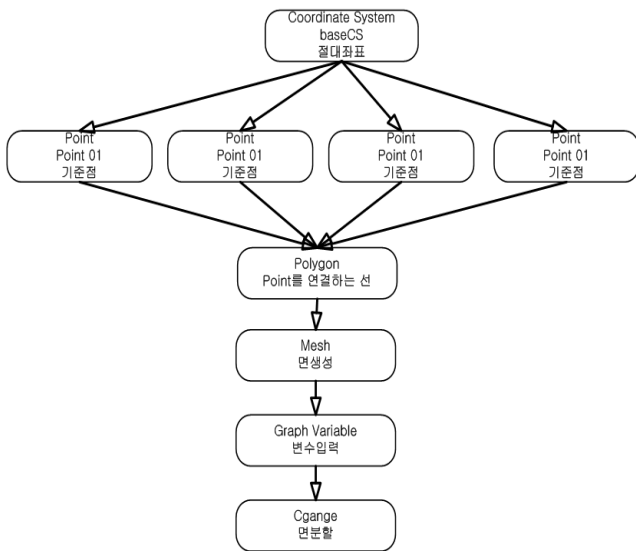 Coordinate System
baseCS
절대좌표
Point
Point 01
기준점
Point
Point 01
기준점
Point
Point 01
기준점
Point
Point 01
기준점
Polygon
Point를 연결하는 선
Mesh
면생성
Graph Variable
변수입력
Cgange
면분할